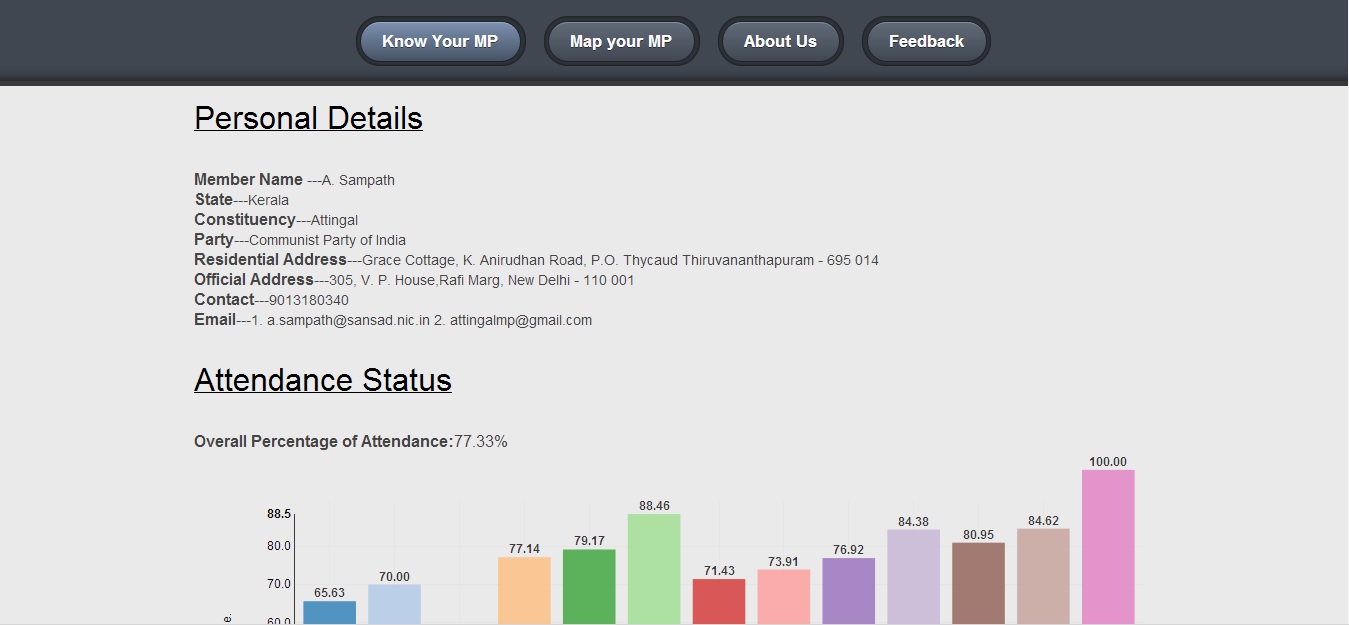 Know Your MP
Map your MP
About Us
Feedback
Personal Details
Member Name ---A. Sampath
State---Kerala
Constituency---Attingal
Party---Communist Party of India
Residential Address---Grace Cottage, K. Anirudhan Road, P.O. Thycaud Thiruvananthapuram - 695 014
Official Address---305, V. P. House,Rafi Marg, New Delhi - 110 001
Contact---9013180340
Email---1. a.sampath@sansad.nic.in 2. attingalmp@gmail.com
Attendance Status
Overall Percentage of Attendance:77.33%
100.00
88.46
88.5
84.38
84.62
79.17
80.95
80.0
77.14
76.92
71.43
73.91
70.00
70.0
65.63
60.0